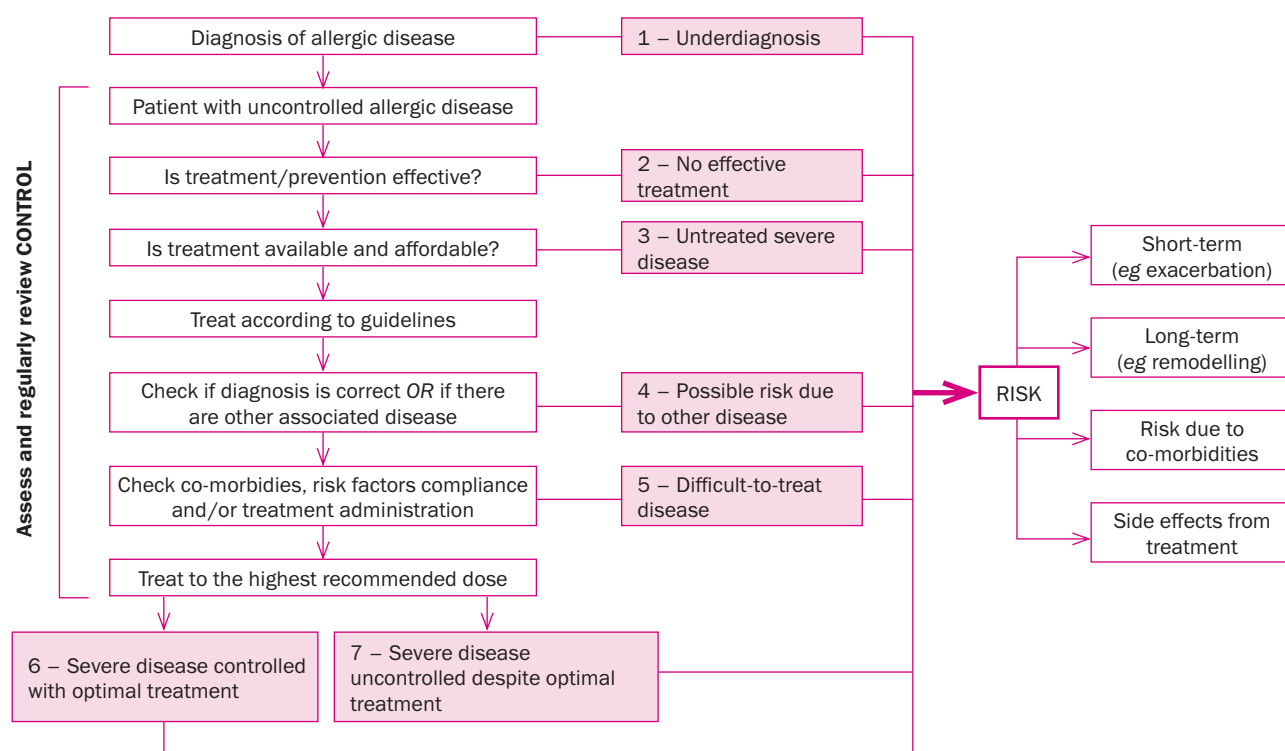 Diagnosis of allergic disease
1 – Underdiagnosis
Assess and regularly review CONTROL
Patient with uncontrolled allergic disease
Is treatment/prevention effective?
2 – No effective
treatment
Is treatment available and affordable?
3 – Untreated severe
disease
Treat according to guidelines
Check if diagnosis is correct OR if there
are other associated disease
4 – Possible risk due
to other disease
Check co-morbidies, risk factors compliance
and/or treatment administration
5 – Difficult-to-treat
disease
Treat to the highest recommended dose
6 – Severe disease controlled
with optimal treatment
7 – Severe disease
uncontrolled despite optimal
treatment
RISK
Short-term
(eg exacerbation)
Long-term
(eg remodelling)
Risk due to
co-morbidities
Side effects from
treatment